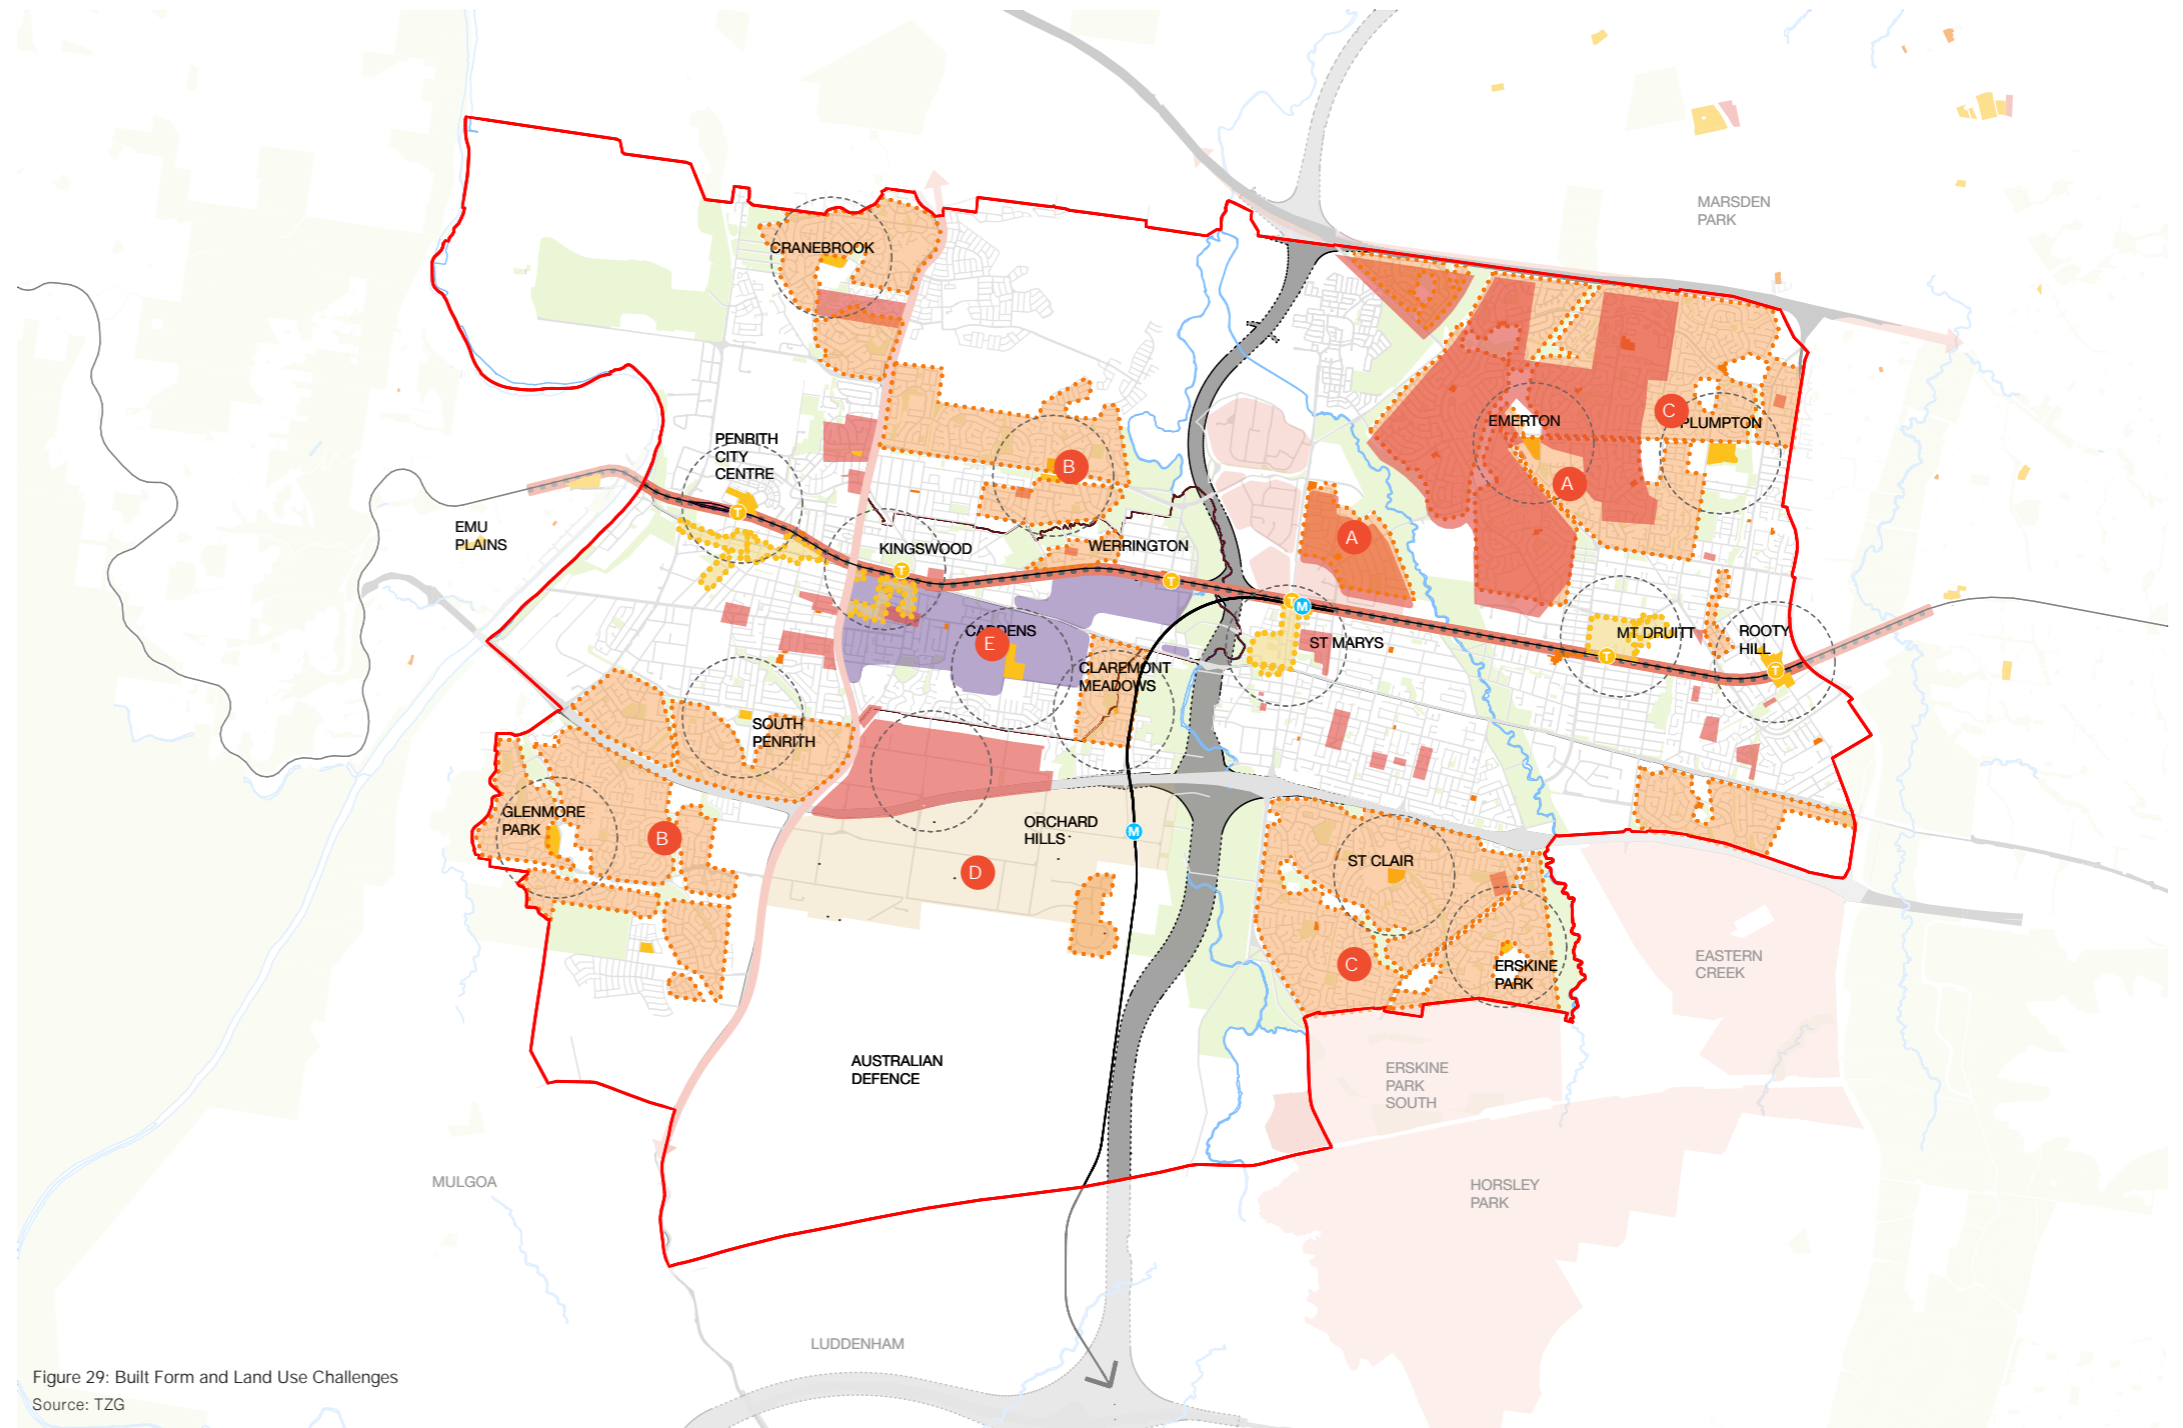 MARSDEN
PARK
CRANEBROOK
EMERTON
C
PLUMPTON
PENRITH
CITY
CENTRE
B
A
T
EMU
PLAINS
A
KINGSWOOD
WERRINGTON
T
T
T
M
E
ST MARYS
MT DRUITT
ROOTY
HILL
T
T
CLAREMONT
MEADOWS
SOUTH
PENRITH
GLENMORE
PARK
B
ORCHARD
HILLS
M
D
ST CLAIR
C
ERSKINE
PARK
EASTERN
CREEK
AUSTRALIAN
DEFENCE
ERSKINE
PARK
SOUTH
MULGOA
HORSLEY
PARK
LUDDENHAM
Figure 29: Built Form and Land Use Challenges
Source: TZG